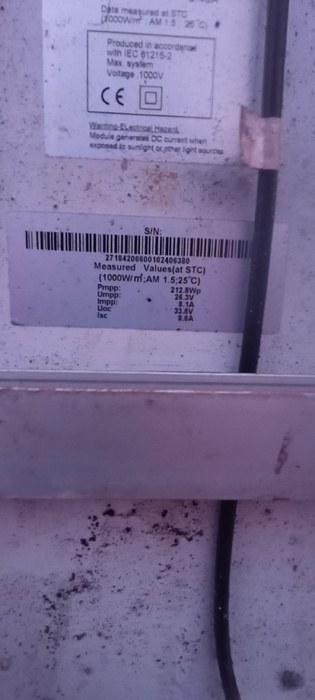 Data measured at STC
(1000W/m² AM 1.5 25°C)
Produced in accordance
with IEC 61215-2
Max. system
Voltage 1000V
CE
Warning-Electrical Hazard
Module generates DC current when
exposed to sunlight or other light sources
S/N:
27184206600102406380
Measured Values(at STC)
(1000W/m²;AM 1.5;25°C)
Pmpp: 212.8Wp
Umpp: 26.3V
Impp: 8.1A
Uoc 33.6V
Isc 8.6A